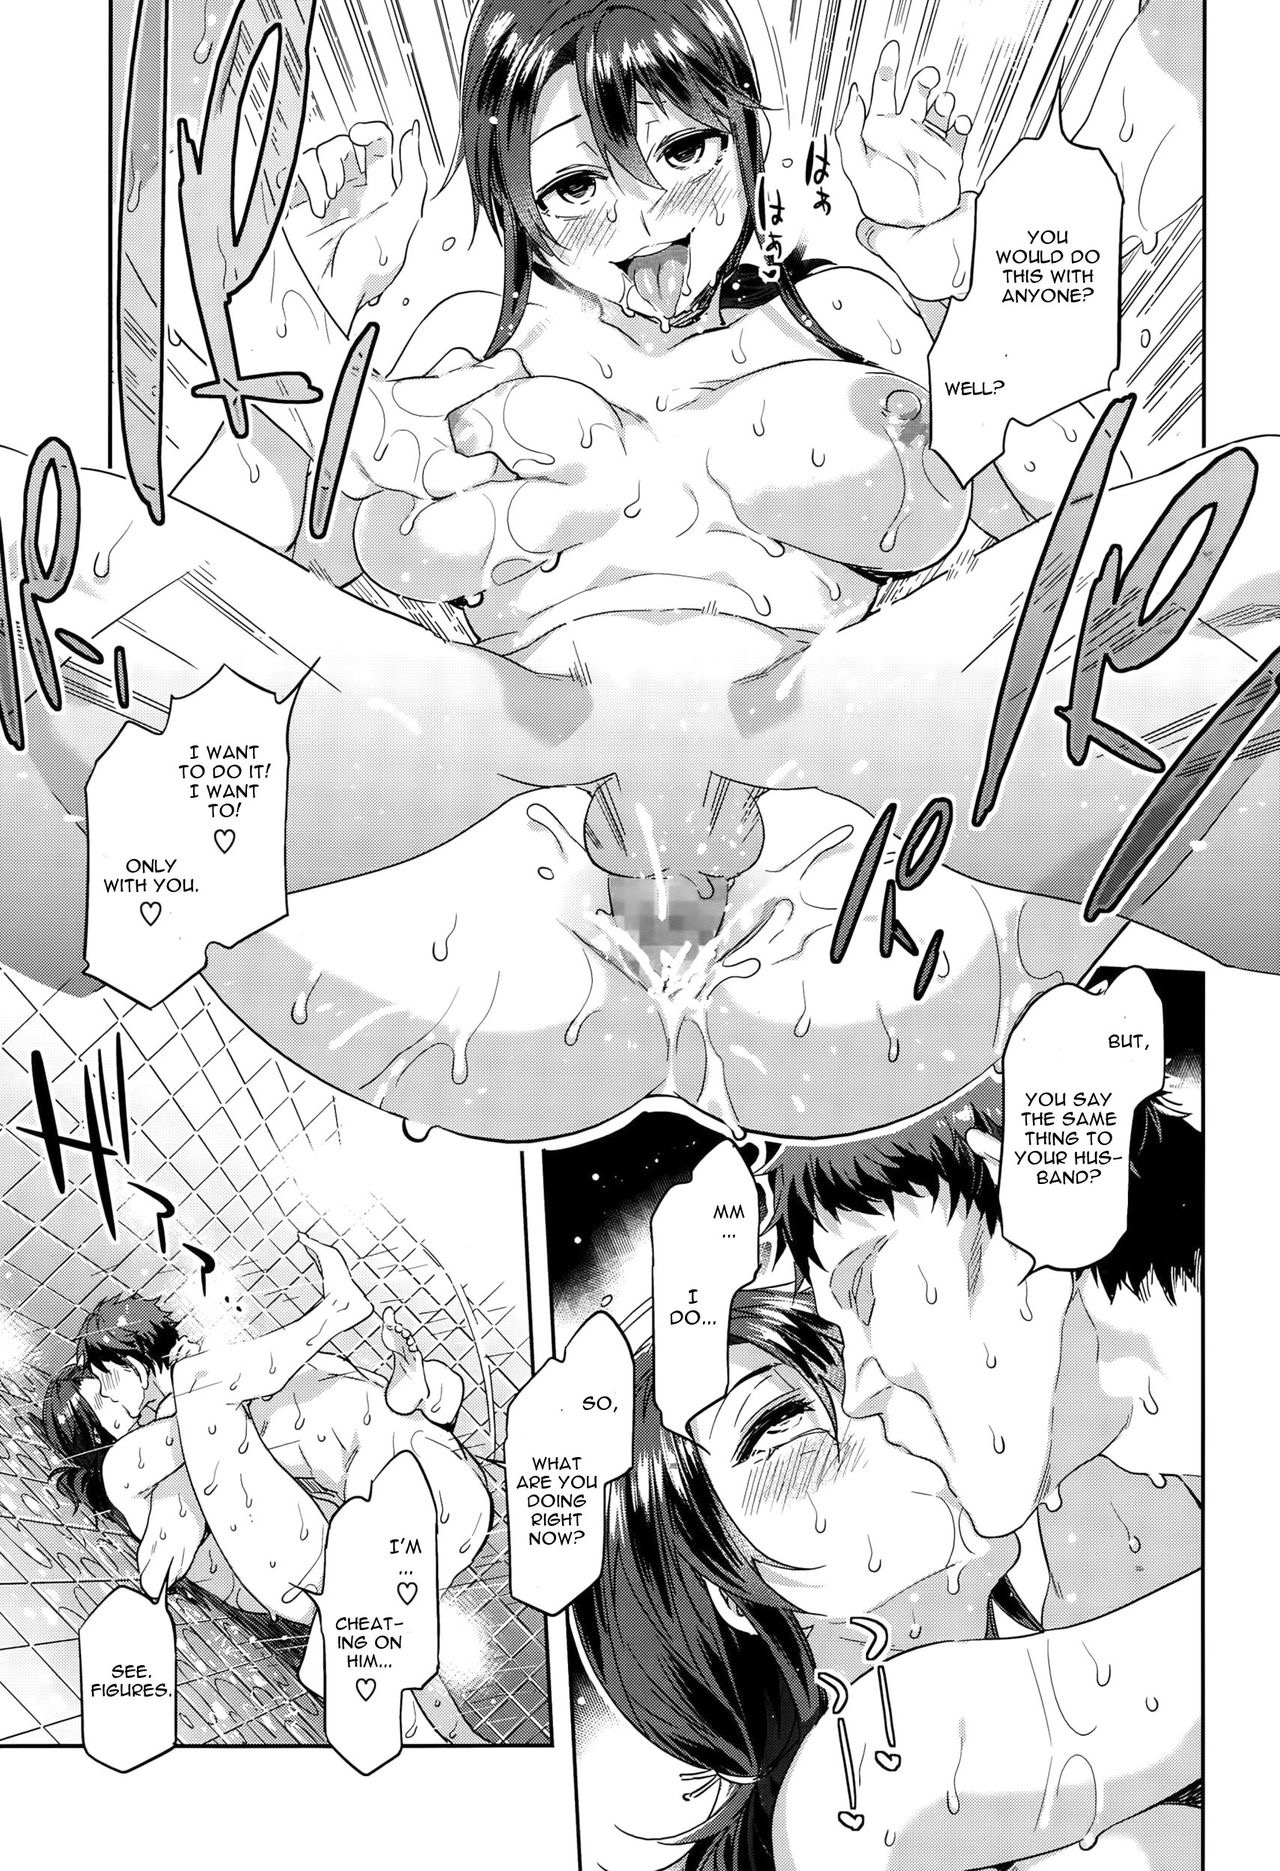 YOU
WOULD DO
THIS WITH
ANYONE?
WELL?
はぁ
はぁ♡
I WANT
TO DO IT!
I WANT
TO!
♡
ONLY
WITH YOU.
♡
BUT,
YOU SAY
THE SAME
THING TO
YOUR HUS-
BAND?
MM
...
I
DO...
SO,
WHAT
ARE YOU
DOING
RIGHT
NOW?
I'M
...
♡
CHEAT-
ING ON
HIM...
♡
SEE.
FIGURES.